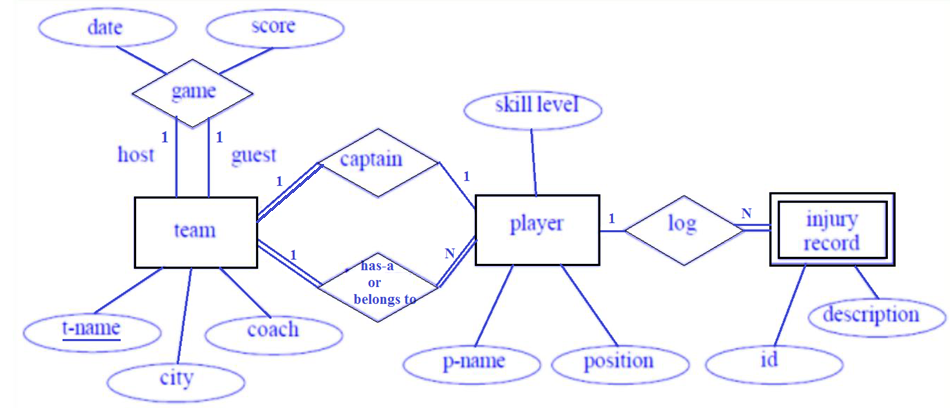 date
score
game
skill level
1
1
host
guest
captain
1
1
team
player
1
log
N
injury
record
1
has-a
or
belongs to
N
t-name
coach
city
p-name
position
id
description